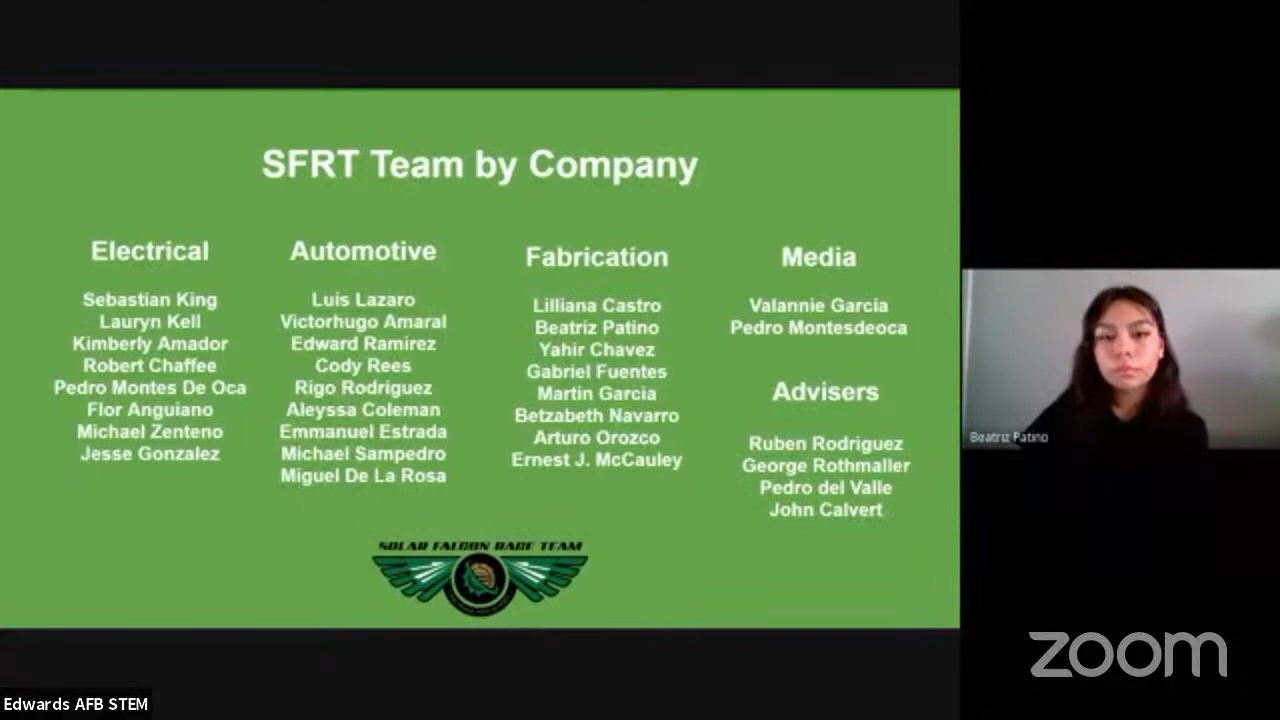 SFRT Team by Company
Electrical
Sebastian King
Lauryn Kell
Kimberly Amador
Robert Chaffee
Pedro Montes De Oca
Flor Anguiano
Michael Zenteno
Jesse Gonzalez
Automotive
Luis Lazaro
Victorhugo Amaral
Edward Ramirez
Cody Rees
Rigo Rodriguez
Aleyssa Coleman
Emmanuel Estrada
Michael Sampedro
Miguel De La Rosa
Fabrication
Lilliana Castro
Beatriz Patino
Yahir Chavez
Gabriel Fuentes
Martin Garcia
Betzabeth Navarro
Arturo Orozco
Ernest J. McCauley
Media
Valannie Garcia
Pedro Montesdeoca
Advisers
Ruben Rodriguez
George Rothmaller
Pedro del Valle
John Calvert
SOLAR FALCON RACE TEAM
Beatriz Patino
zoom
Edwards AFB STEM